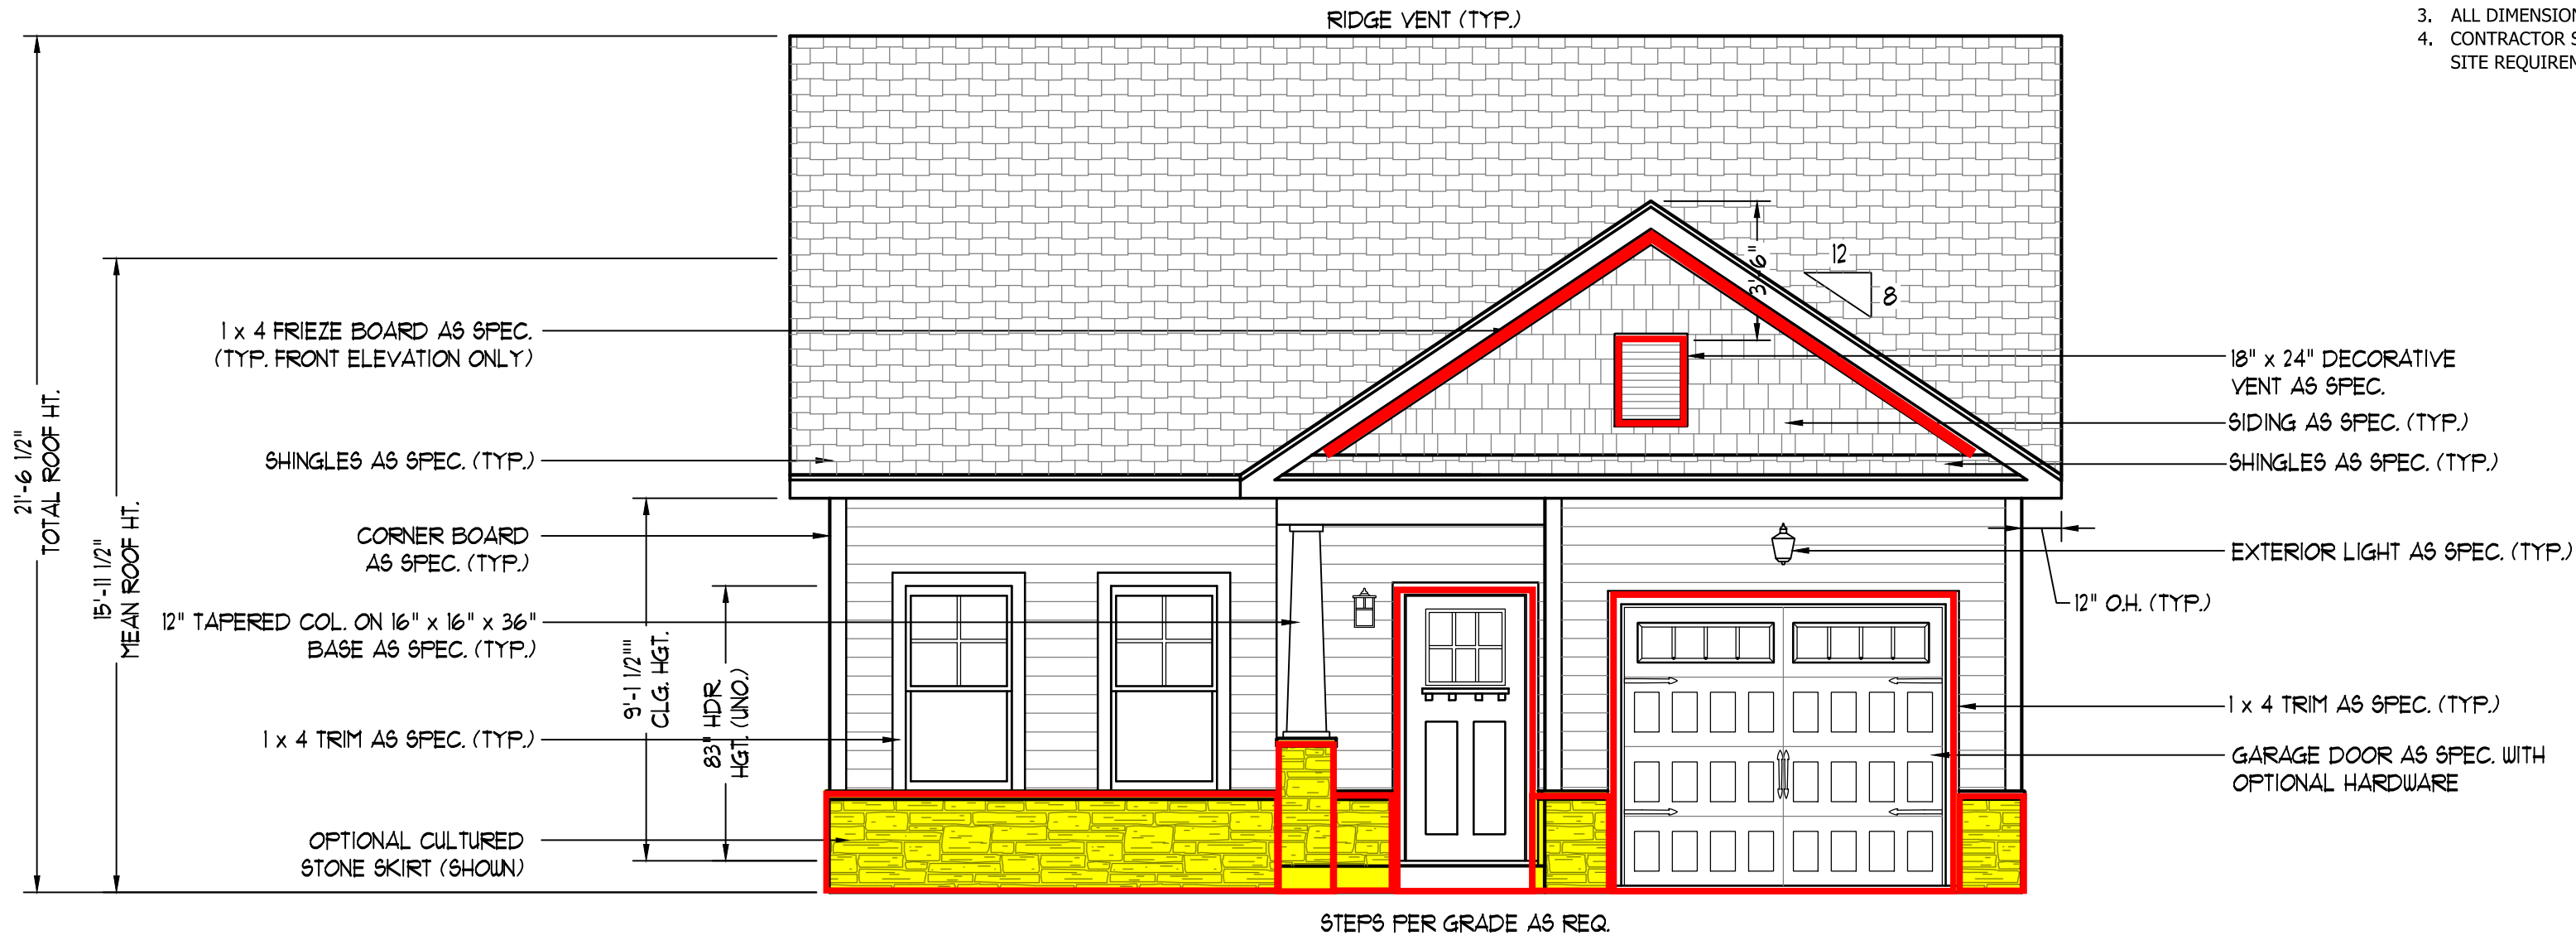 RIDGE VENT (TYP.)
3. ALL DIMENSION
4. CONTRACTOR S
SITE REQUIREM
12
8
3'-6"
1 x 4 FRIEZE BOARD AS SPEC.
(TYP. FRONT ELEVATION ONLY)
18" x 24" DECORATIVE
VENT AS SPEC.
SIDING AS SPEC. (TYP.)
SHINGLES AS SPEC. (TYP.)
SHINGLES AS SPEC. (TYP.)
21'-6 1/2"
TOTAL ROOF HT.
15'-11 1/2"
MEAN ROOF HT.
CORNER BOARD
AS SPEC. (TYP.)
EXTERIOR LIGHT AS SPEC. (TYP.)
12" O.H. (TYP.)
12" TAPERED COL. ON 16" x 16" x 36"
BASE AS SPEC. (TYP.)
9'-1 1/2""
CLG. HGT.
83" HDR.
HGT. (UNO.)
1 x 4 TRIM AS SPEC. (TYP.)
1 x 4 TRIM AS SPEC. (TYP.)
GARAGE DOOR AS SPEC. WITH
OPTIONAL HARDWARE
OPTIONAL CULTURED
STONE SKIRT (SHOWN)
STEPS PER GRADE AS REQ.